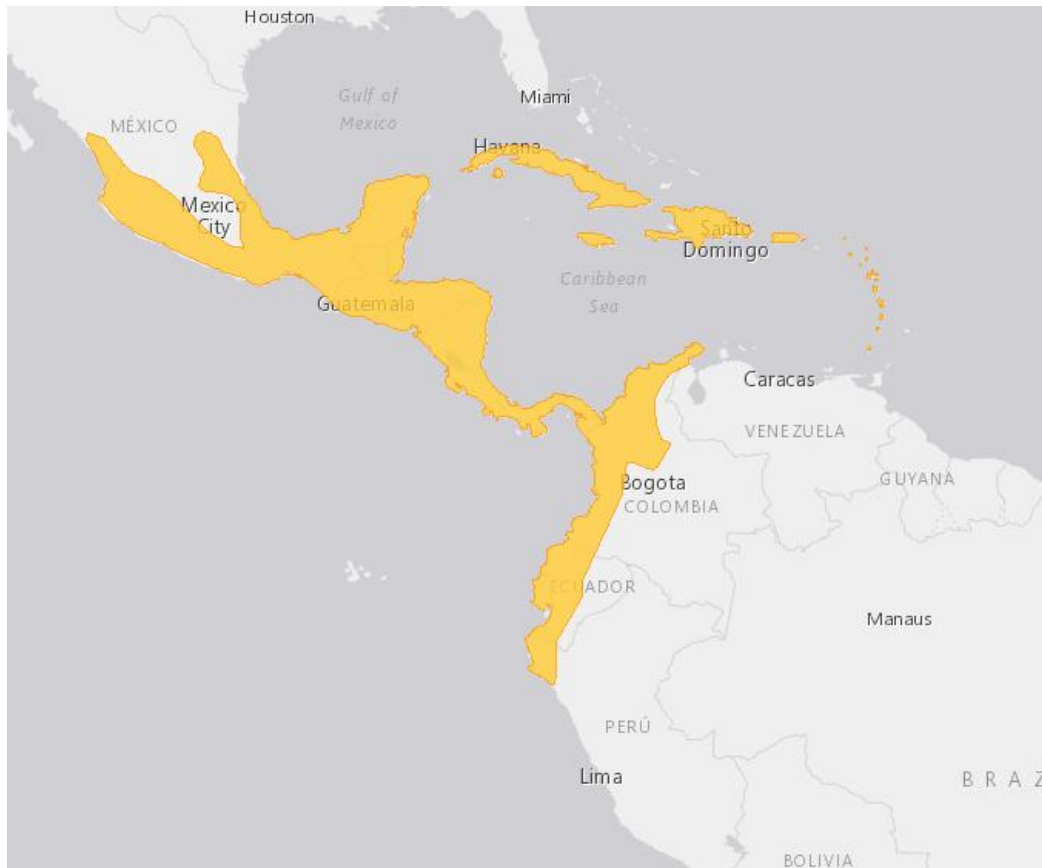 Houston
Gulf of
Mexico
Miami
MÉXICO
Havana
Mexico
City
Santo
Domingo
Caribbean
Sea
Guatemala
Caracas
VENEZUELA
GUYANA
Bogota
COLOMBIA
ECUADOR
Manaus
PERÚ
Lima
BRAZ
BOLIVIA